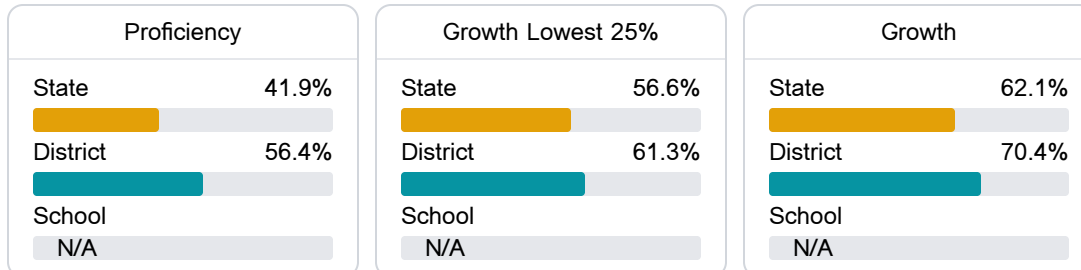 Proficiency
State 41.9%
District 56.4%
School
N/A
Growth Lowest 25%
State 56.6%
District 61.3%
School
N/A
Growth
State 62.1%
District 70.4%
School
N/A